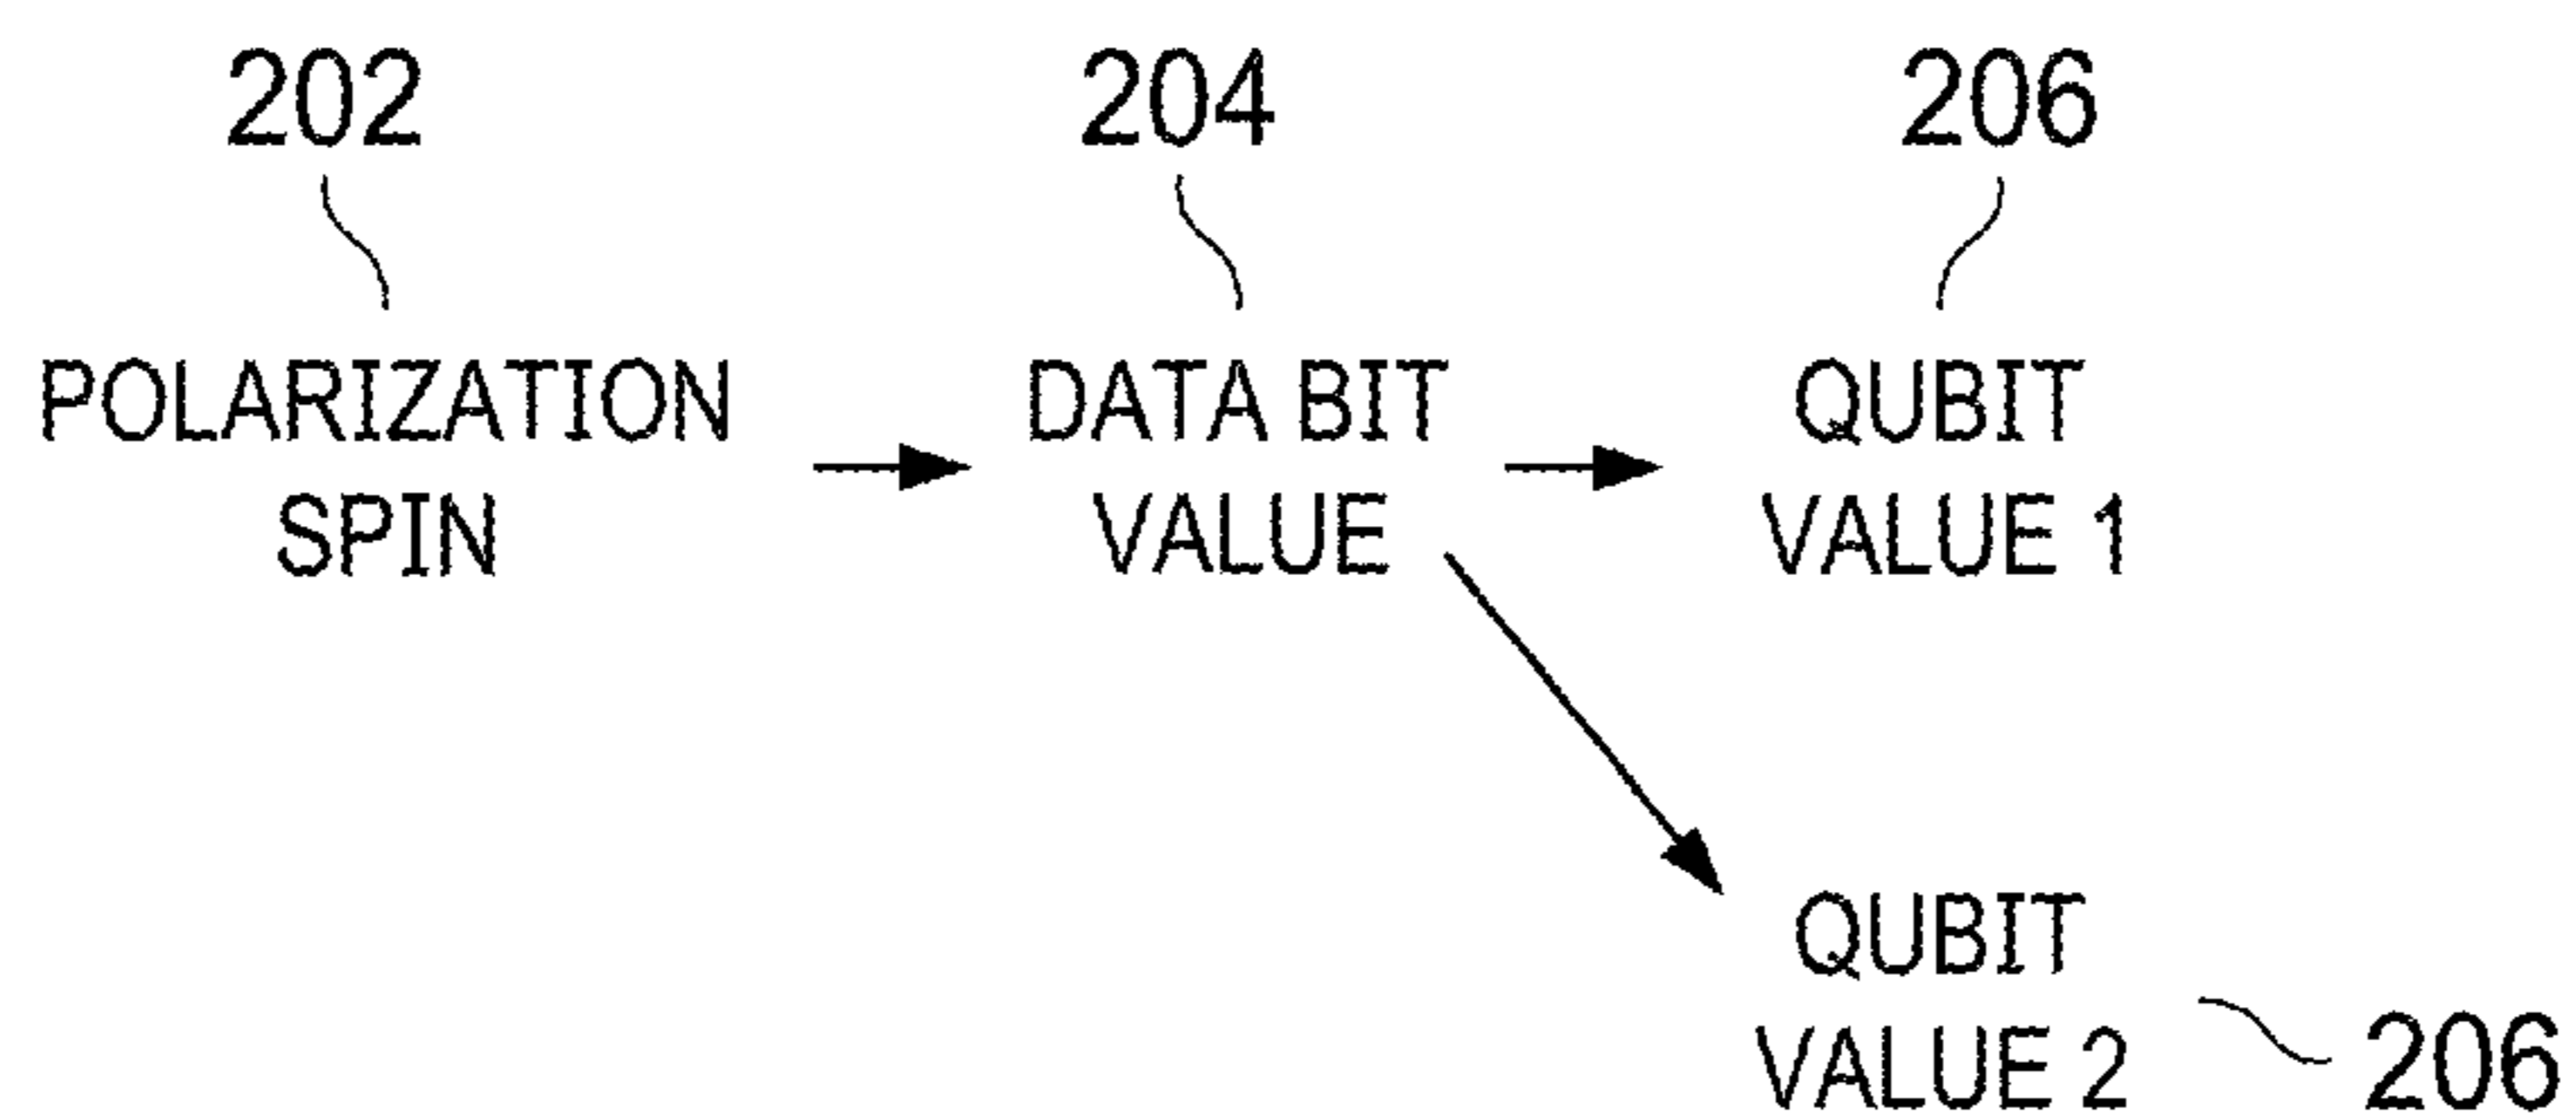 202
204
206
POLARIZATION
SPIN
DATA BIT
VALUE
QUBIT
VALUE 1
QUBIT
VALUE 2
206